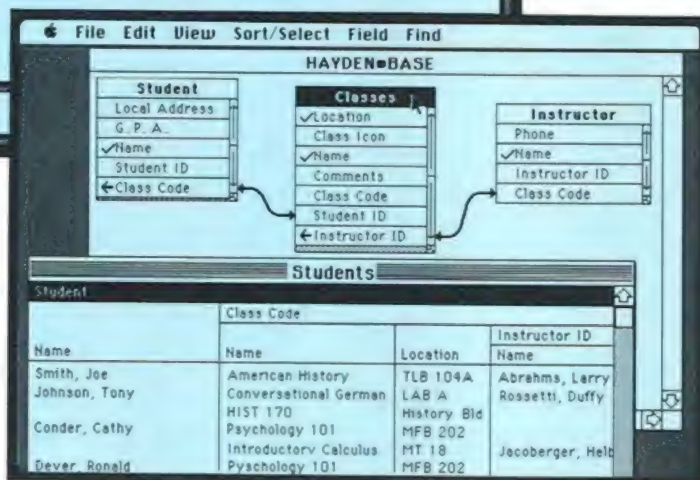 File Edit View Sort/Select Field Find
HAYDEN•BASE
Student
Local Address
G. P. A.
✓Name
Student ID
←Class Code
Classes
✓Location
Class Icon
✓Name
Comments
Class Code
Student ID
←Instructor ID
Instructor
Phone
✓Name
Instructor ID
Class Code
Students
Student
Class Code
Instructor ID
Name Name Location Name
Smith, Joe American History TLB 104A Abrahms, Larry
Johnson, Tony Conversational German LAB A Rossetti, Duffy
HIST 170 History Bld
Conder, Cathy Psychology 101 MFB 202
Introductory Calculus MT 18 Jacoberger, Helb
Dever, Ronald Pyschology 101 MFB 202